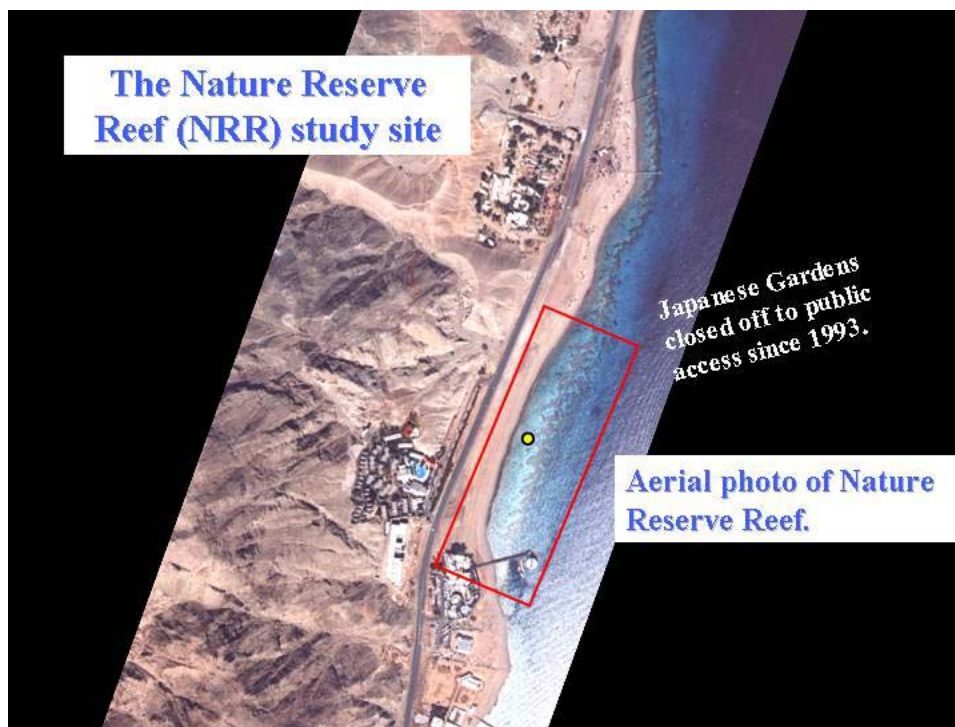 The Nature Reserve
Reef (NRR) study site
Japanese Gardens
closed off to public
access since 1993.
Aerial photo of Nature
Reserve Reef.